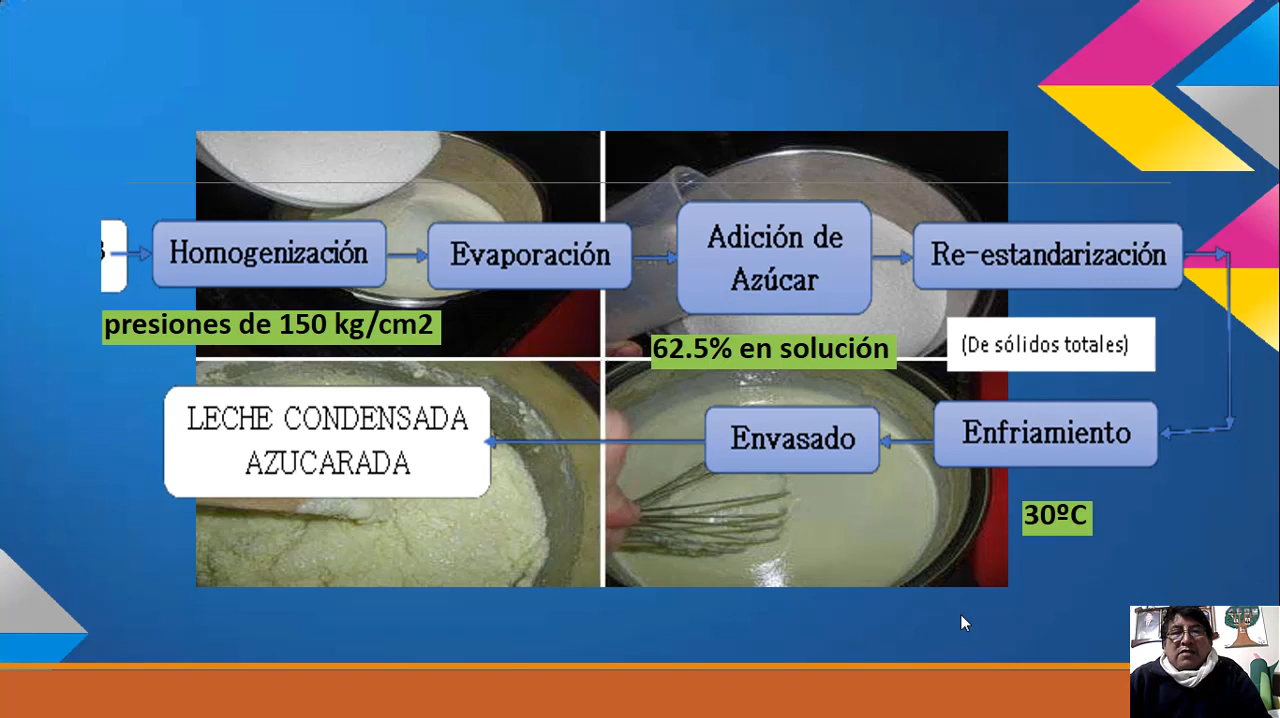 Homogenización
Evaporación
Adición de
Azúcar
Re-estandarización
presiones de 150 kg/cm2
62.5% en solución
(De sólidos totales)
LECHE CONDENSADA
AZUCARADA
Envasado
Enfriamiento
30ºC